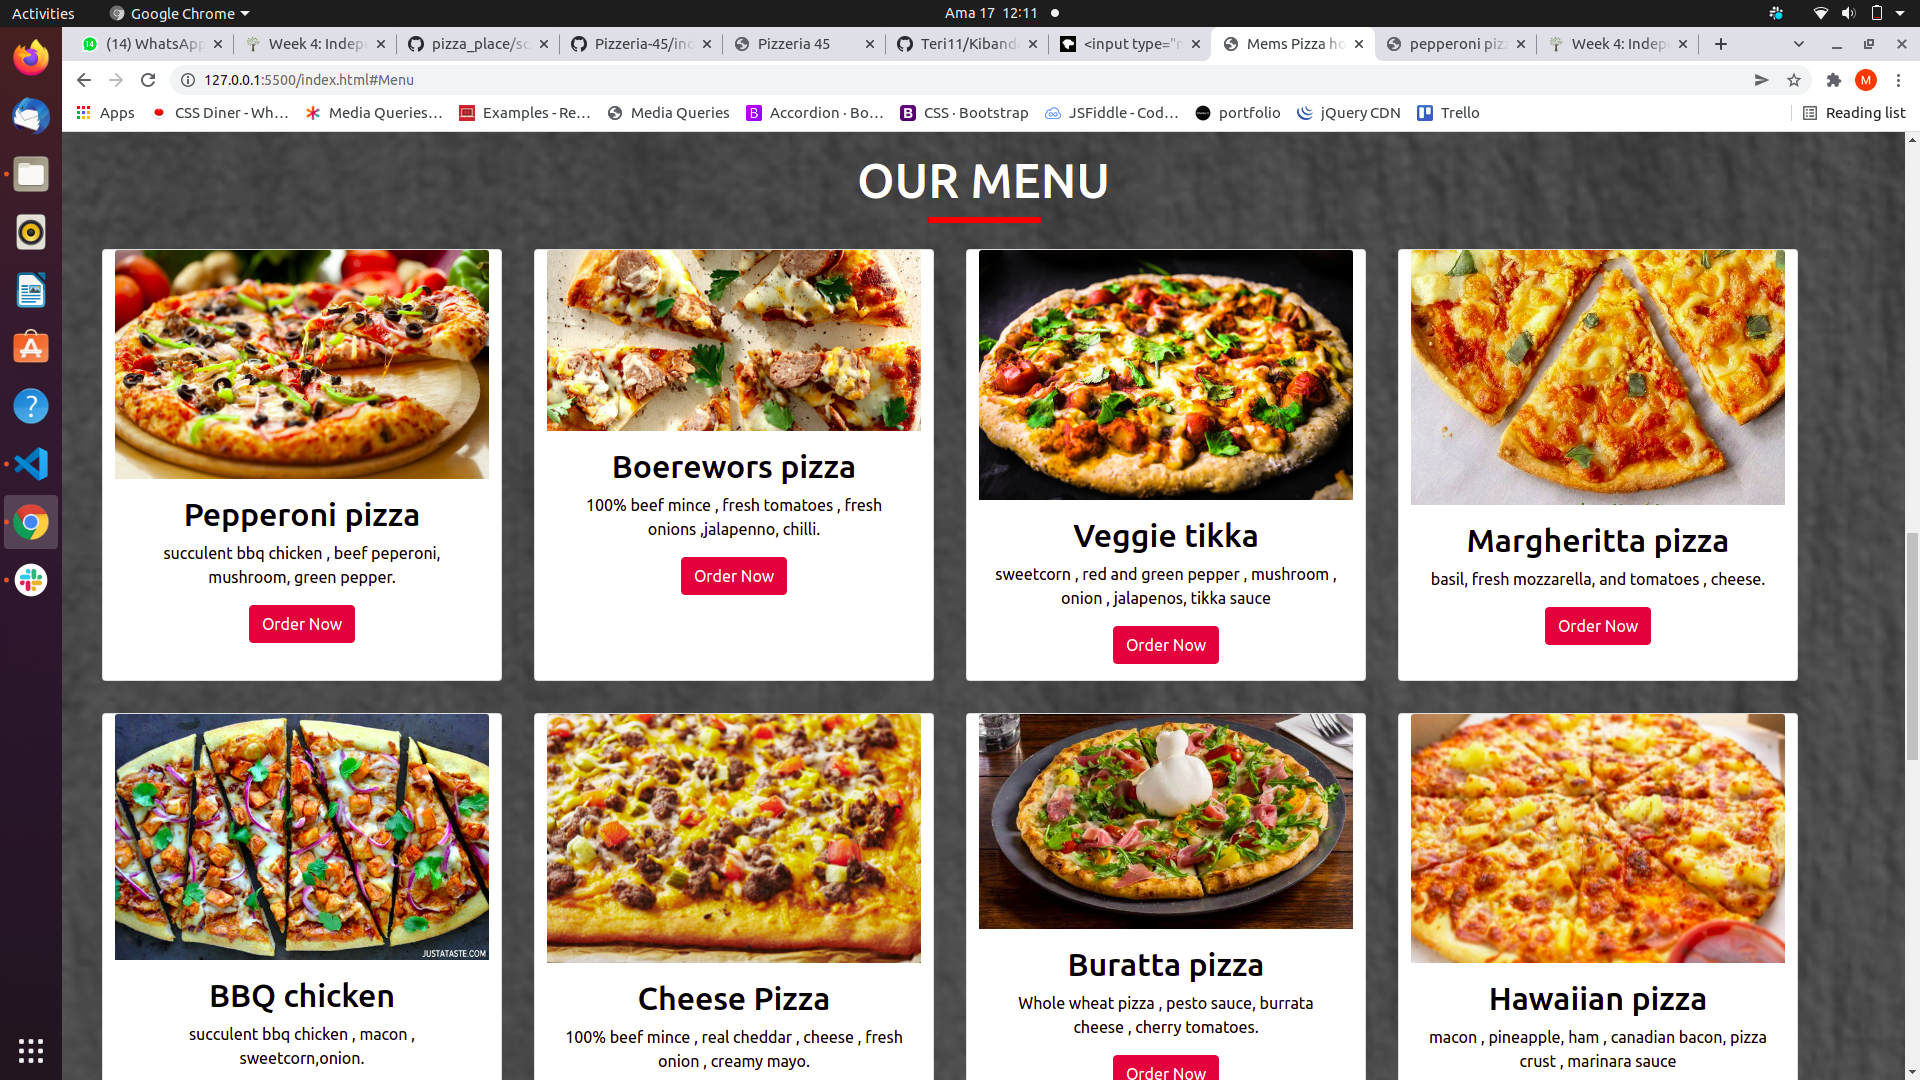 Activities
Google Chrome
Ama 17 12:11
(14) WhatsApp
Week 4: Indep
pizza_place/sc
Pizzeria-45/ind
Pizzeria 45
Teri11/Kiband
<input type="n
Mems Pizza ho
pepperoni piz
Week 4: Indep
127.0.0.1:5500/index.html#Menu
M
Apps
CSS Diner - Wh...
Media Queries...
Examples - Re...
Media Queries
Accordion · Bo...
CSS · Bootstrap
JSFiddle - Cod...
portfolio
jQuery CDN
Trello
Reading list
OUR MENU
Pepperoni pizza
succulent bbq chicken , beef peperoni,
mushroom, green pepper.
Order Now
Boerewors pizza
100% beef mince , fresh tomatoes , fresh
onions ,jalapenno, chilli.
Order Now
Veggie tikka
sweetcorn , red and green pepper , mushroom ,
onion , jalapenos, tikka sauce
Order Now
Margheritta pizza
basil, fresh mozzarella, and tomatoes , cheese.
Order Now
JUSTATASTE.COM
BBQ chicken
succulent bbq chicken , macon ,
sweetcorn,onion.
Cheese Pizza
100% beef mince , real cheddar , cheese , fresh
onion , creamy mayo.
Buratta pizza
Whole wheat pizza , pesto sauce, burrata
cheese , cherry tomatoes.
Order Now
Hawaiian pizza
macon , pineapple, ham , canadian bacon, pizza
crust , marinara sauce